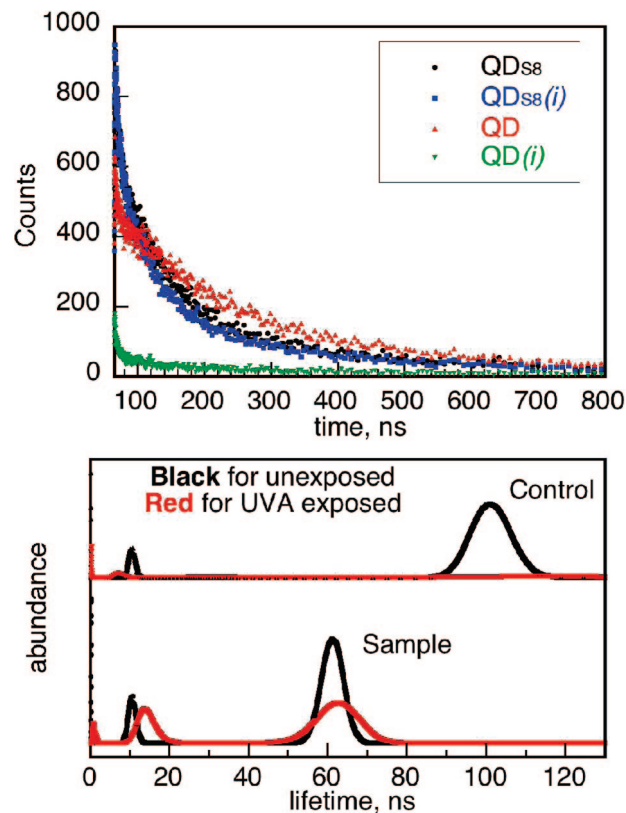 1000
800
600
400
200
0
Counts
QDS8
QDS8(i)
QD
QD(i)
100 200 300 400 500 600 700 800
time, ns
Black for unexposed
Red for UVA exposed
Control
Sample
abundance
0 20 40 60 80 100 120
lifetime, ns